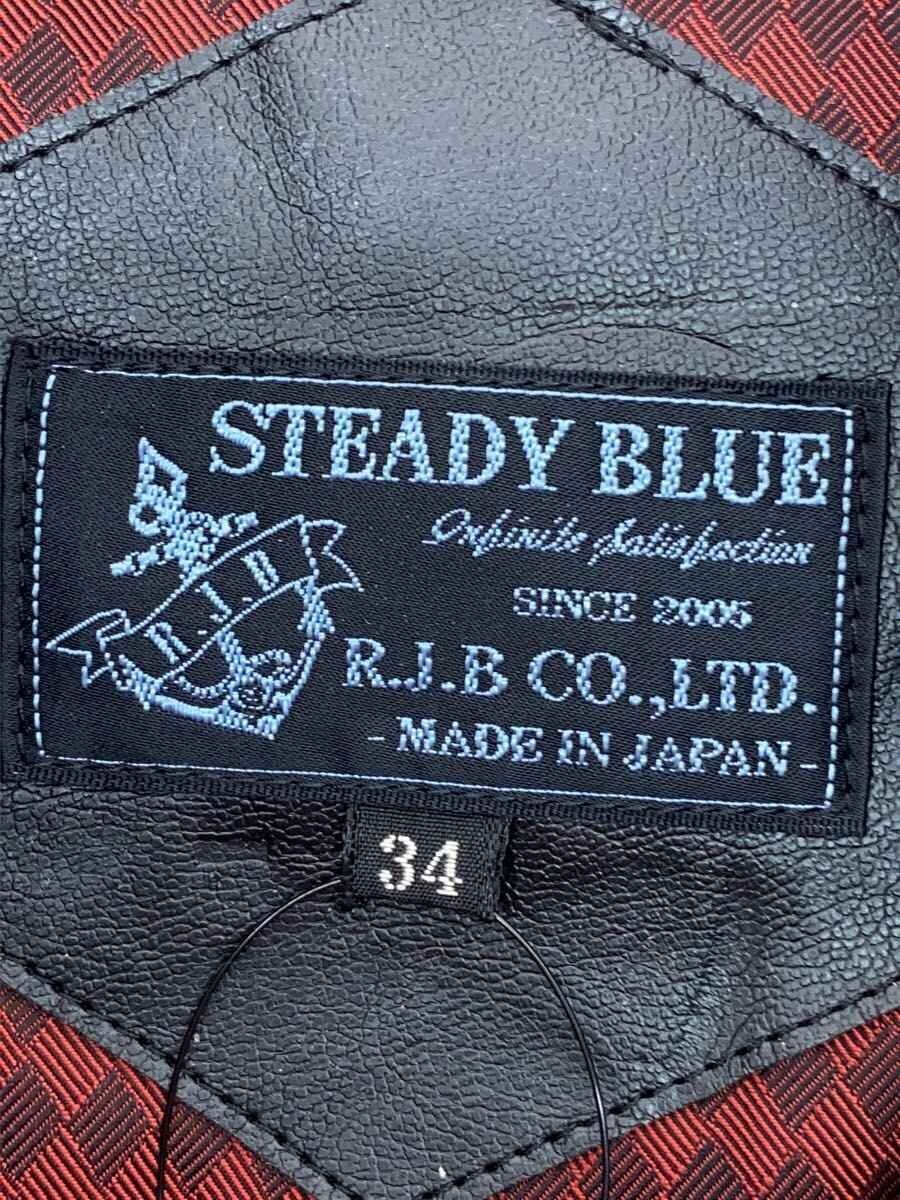 STEADY BLUE
Infinite Satisfaction
SINCE 2005
R.J.B
R.J.B CO.,LTD.
- MADE IN JAPAN -
34